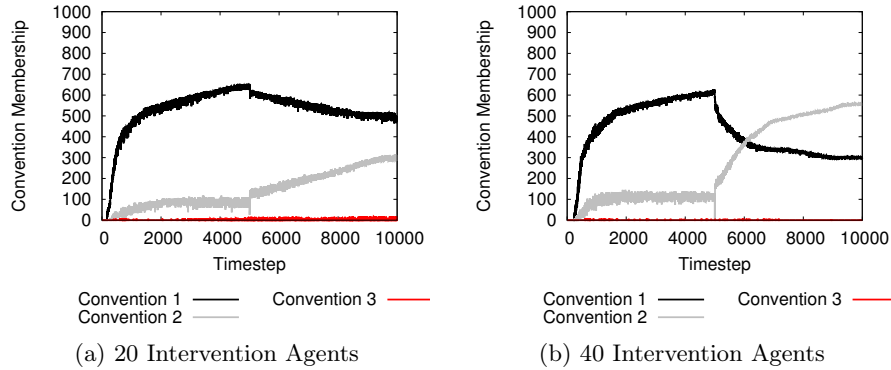 1000
900
800
700
600
500
400
300
200
100
0
Convention Membership
0 2000 4000 6000 8000 10000
Timestep
Convention 1
Convention 2
Convention 3
(a) 20 Intervention Agents
1000
900
800
700
600
500
400
300
200
100
0
Convention Membership
0 2000 4000 6000 8000 10000
Timestep
Convention 1
Convention 2
Convention 3
(b) 40 Intervention Agents